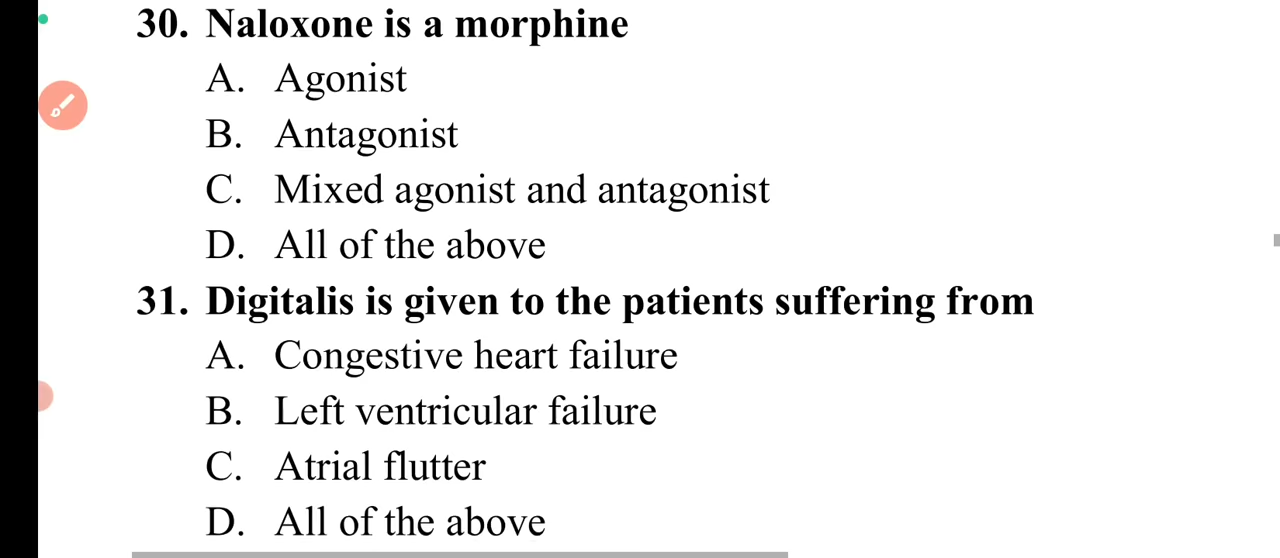 30. Naloxone is a morphine
A. Agonist
B. Antagonist
C. Mixed agonist and antagonist
D. All of the above
31. Digitalis is given to the patients suffering from
A. Congestive heart failure
B. Left ventricular failure
C. Atrial flutter
D. All of the above